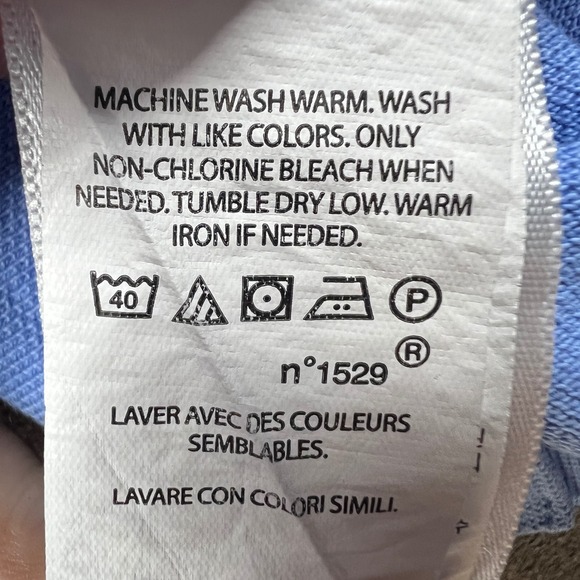 MACHINE WASH WARM. WASH
WITH LIKE COLORS. ONLY
NON-CHLORINE BLEACH WHEN
NEEDED. TUMBLE DRY LOW. WARM
IRON IF NEEDED.
40 P
n°1529 ®
LAVER AVEC DES COULEURS
SEMBLABLES.
LAVARE CON COLORI SIMILI.